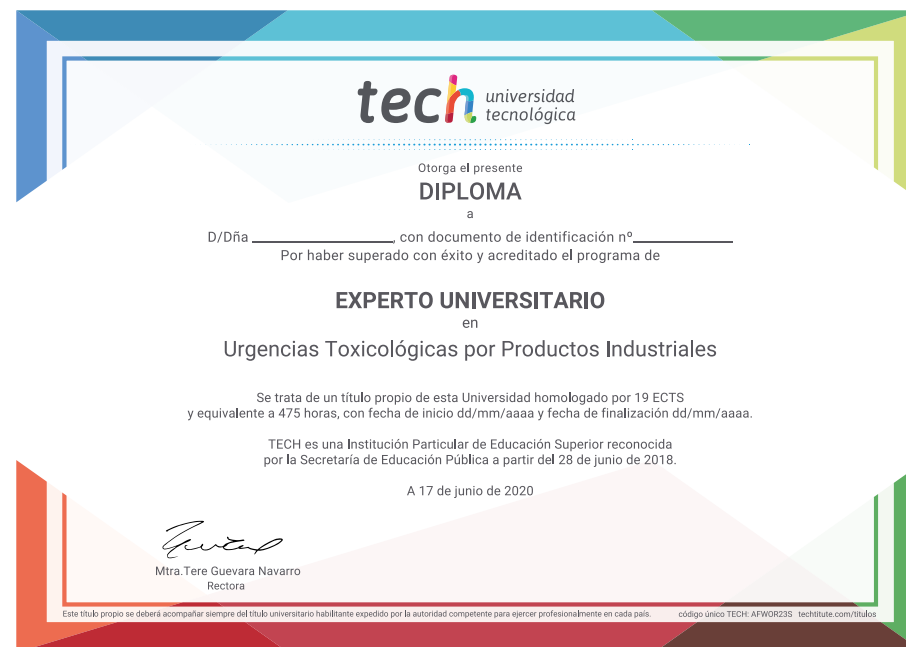 tech universidad
tecnológica
Otorga el presente
DIPLOMA
a
D/Dña ____________________, con documento de identificación nº______________
Por haber superado con éxito y acreditado el programa de
EXPERTO UNIVERSITARIO
en
Urgencias Toxicológicas por Productos Industriales
Se trata de un título propio de esta Universidad homologado por 19 ECTS
y equivalente a 475 horas, con fecha de inicio dd/mm/aaaa y fecha de finalización dd/mm/aaaa.
TECH es una Institución Particular de Educación Superior reconocida
por la Secretaría de Educación Pública a partir del 28 de junio de 2018.
A 17 de junio de 2020
Mtra.Tere Guevara Navarro
Rectora
Este título propio se deberá acompañar siempre del título universitario habilitante expedido por la autoridad competente para ejercer profesionalmente en cada país. código único TECH: AFWOR23S techtitute.com/titulos